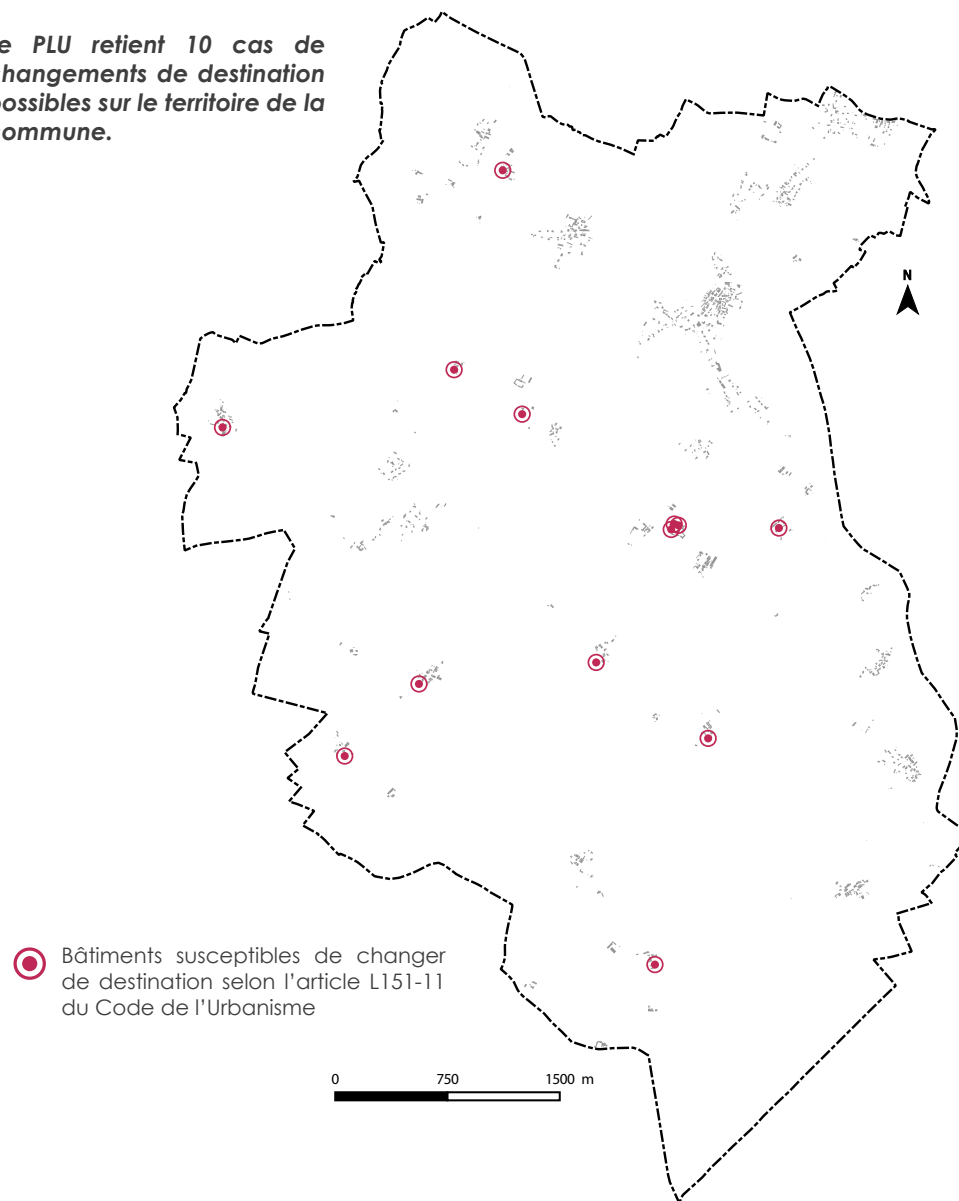 e PLU retient 10 cas de
hangements de destination
possibles sur le territoire de la
commune.
N
Bâtiments susceptibles de changer
de destination selon l'article L151-11
du Code de l'Urbanisme
0 750 1500 m